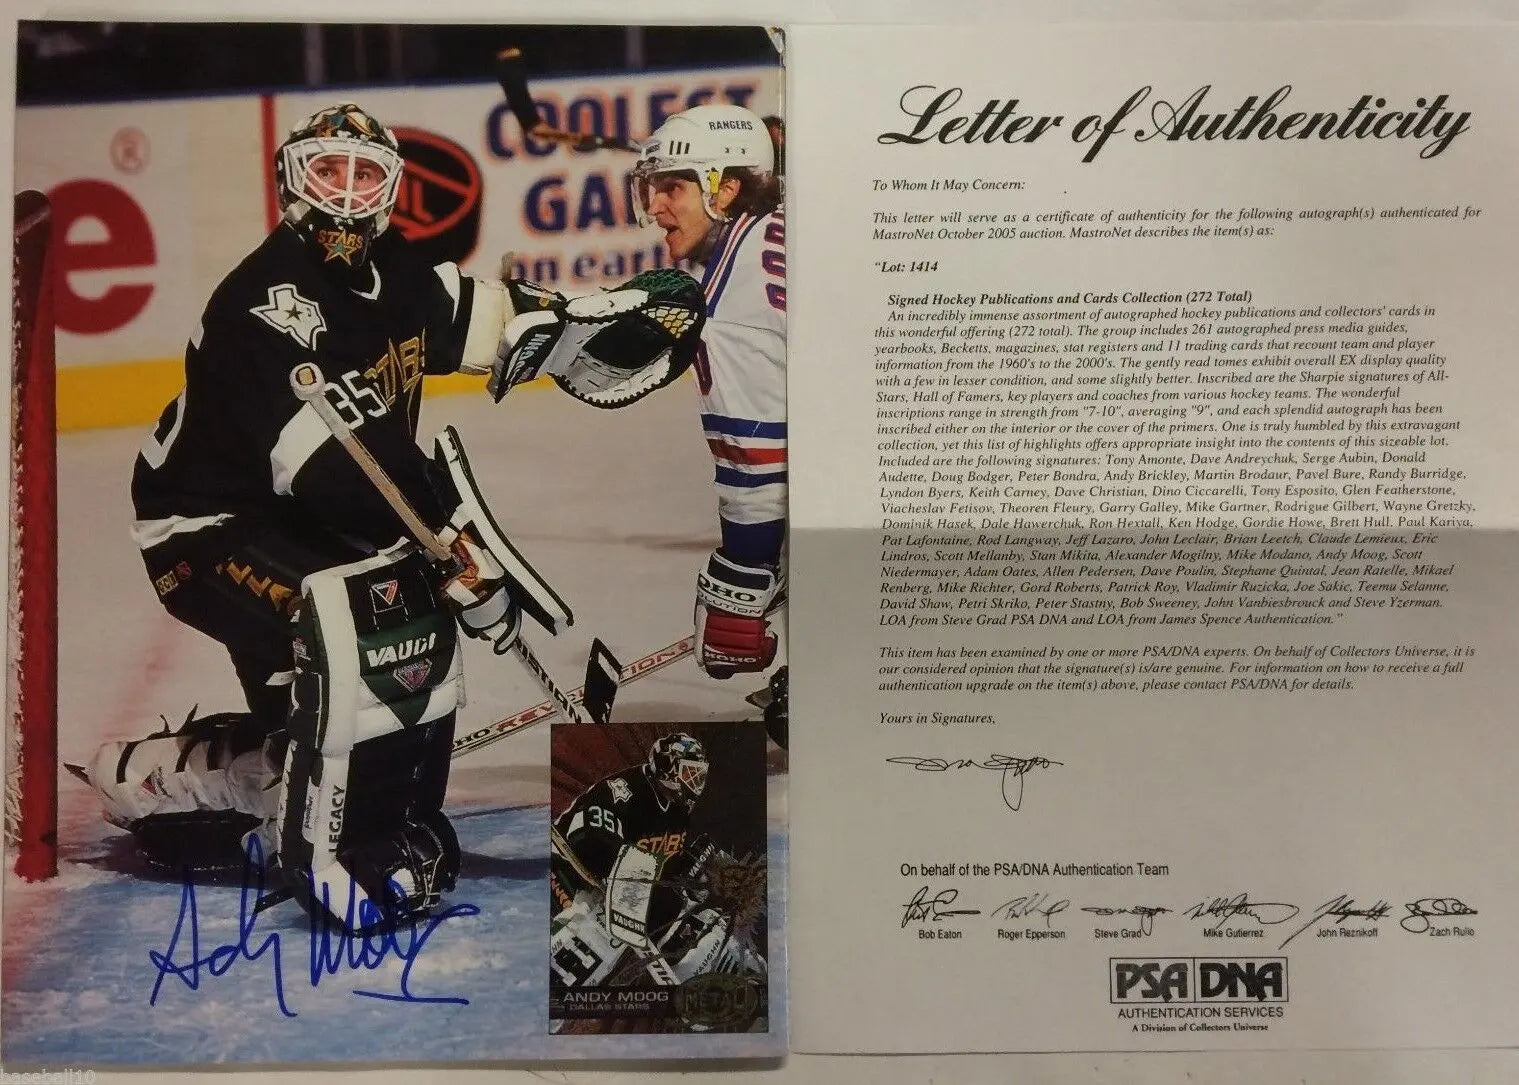 COOLEST
GA
on earth
e
®
RANGERS
STARS
STARS
35
VAUGHN
VAUGH
LEGACY
OHO REV
UTION
OHO
OLUTION
OHO
35
STARS
VAUGHN
VAUGHN
ANDY MOOG
DALLAS STARS
METAL
Andy Moog
baseball10
Letter of Authenticity
To Whom It May Concern:
This letter will serve as a certificate of authenticity for the following autograph(s) authenticated for
MastroNet October 2005 auction. MastroNet describes the item(s) as:
"Lot: 1414
Signed Hockey Publications and Cards Collection (272 Total)
An incredibly immense assortment of autographed hockey publications and collectors' cards in
this wonderful offering (272 total). The group includes 261 autographed press media guides,
yearbooks, Becketts, magazines, stat registers and 11 trading cards that recount team and player
information from the 1960's to the 2000's. The gently read tomes exhibit overall EX display quality
with a few in lesser condition, and some slightly better. Inscribed are the Sharpie signatures of All-
Stars, Hall of Famers, key players and coaches from various hockey teams. The wonderful
inscriptions range in strength from "7-10", averaging "9", and each splendid autograph has been
inscribed either on the interior or the cover of the primers. One is truly humbled by this extravagant
collection, yet this list of highlights offers appropriate insight into the contents of this sizeable lot.
Included are the following signatures: Tony Amonte, Dave Andreychuk, Serge Aubin, Donald
Audette, Doug Bodger, Peter Bondra, Andy Brickley, Martin Brodaur, Pavel Bure, Randy Burridge,
Lyndon Byers, Keith Carney, Dave Christian, Dino Ciccarelli, Tony Esposito, Glen Featherstone,
Viacheslav Fetisov, Theoren Fleury, Garry Galley, Mike Gartner, Rodrigue Gilbert, Wayne Gretzky,
Dominik Hasek, Dale Hawerchuk, Ron Hextall, Ken Hodge, Gordie Howe, Brett Hull, Paul Kariya,
Pat Lafontaine, Rod Langway, Jeff Lazaro, John Leclair, Brian Leetch, Claude Lemieux, Eric
Lindros, Scott Mellanby, Stan Mikita, Alexander Mogilny, Mike Modano, Andy Moog, Scott
Niedermayer, Adam Oates, Allen Pedersen, Dave Poulin, Stephane Quintal, Jean Ratelle, Mikael
Renberg, Mike Richter, Gord Roberts, Patrick Roy, Vladimir Ruzicka, Joe Sakic, Teemu Selanne,
David Shaw, Petri Skriko, Peter Stastny, Bob Sweeney, John Vanbiesbrouck and Steve Yzerman.
LOA from Steve Grad PSA DNA and LOA from James Spence Authentication."
This item has been examined by one or more PSA/DNA experts. On behalf of Collectors Universe, it is
our considered opinion that the signature(s) is/are genuine. For information on how to receive a full
authentication upgrade on the item(s) above, please contact PSA/DNA for details.
Yours in Signatures,
On behalf of the PSA/DNA Authentication Team
Bob Eaton Roger Epperson Steve Grad Mike Gutierrez John Reznikoff Zach Rullo
PSA DNA
AUTHENTICATION SERVICES
A Division of Collectors Universe